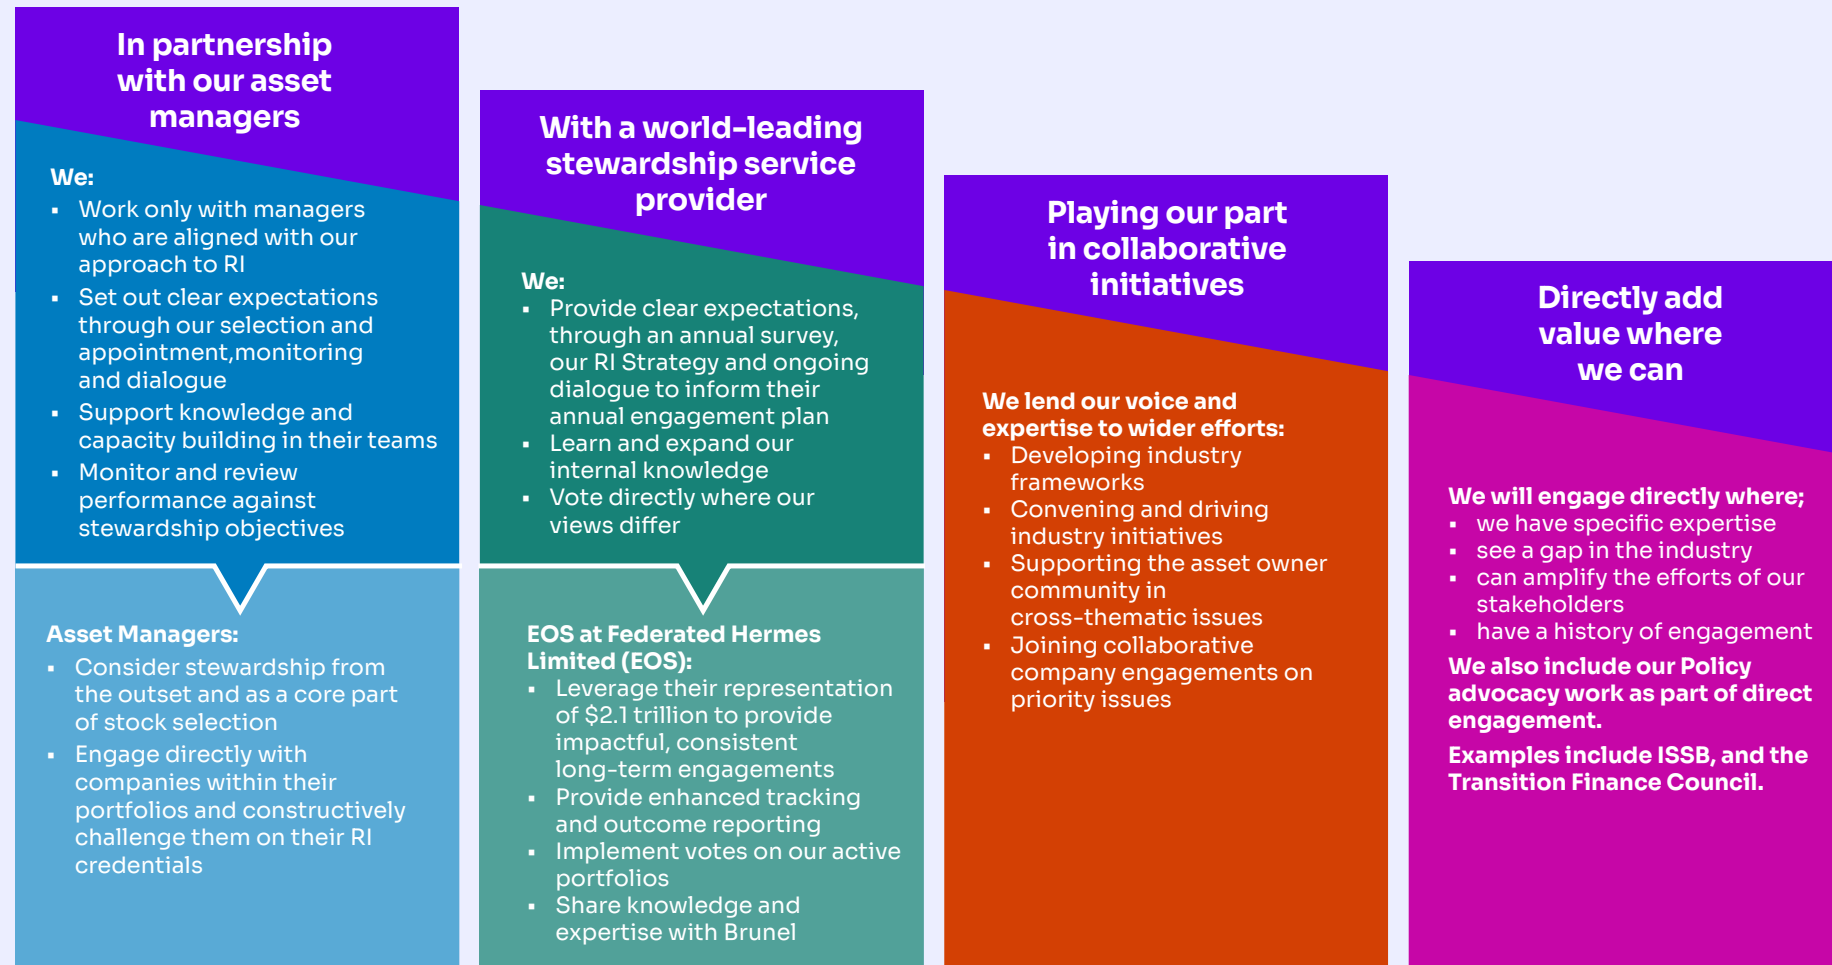 In partnership
with our asset
managers
We:
▪ Work only with managers
who are aligned with our
approach to RI
▪ Set out clear expectations
through our selection and
appointment,monitoring
and dialogue
▪ Support knowledge and
capacity building in their teams
▪ Monitor and review
performance against
stewardship objectives
Asset Managers:
▪ Consider stewardship from
the outset and as a core part
of stock selection
▪ Engage directly with
companies within their
portfolios and constructively
challenge them on their RI
credentials
With a world-leading
stewardship service
provider
We:
▪ Provide clear expectations,
through an annual survey,
our RI Strategy and ongoing
dialogue to inform their
annual engagement plan
▪ Learn and expand our
internal knowledge
▪ Vote directly where our
views differ
EOS at Federated Hermes
Limited (EOS):
▪ Leverage their representation
of $2.1 trillion to provide
impactful, consistent
long-term engagements
▪ Provide enhanced tracking
and outcome reporting
▪ Implement votes on our active
portfolios
▪ Share knowledge and
expertise with Brunel
Playing our part
in collaborative
initiatives
We lend our voice and
expertise to wider efforts:
▪ Developing industry
frameworks
▪ Convening and driving
industry initiatives
▪ Supporting the asset owner
community in
cross-thematic issues
▪ Joining collaborative
company engagements on
priority issues
Directly add
value where
we can
We will engage directly where;
▪ we have specific expertise
▪ see a gap in the industry
▪ can amplify the efforts of our
stakeholders
▪ have a history of engagement
We also include our Policy
advocacy work as part of direct
engagement.
Examples include ISSB, and the
Transition Finance Council.